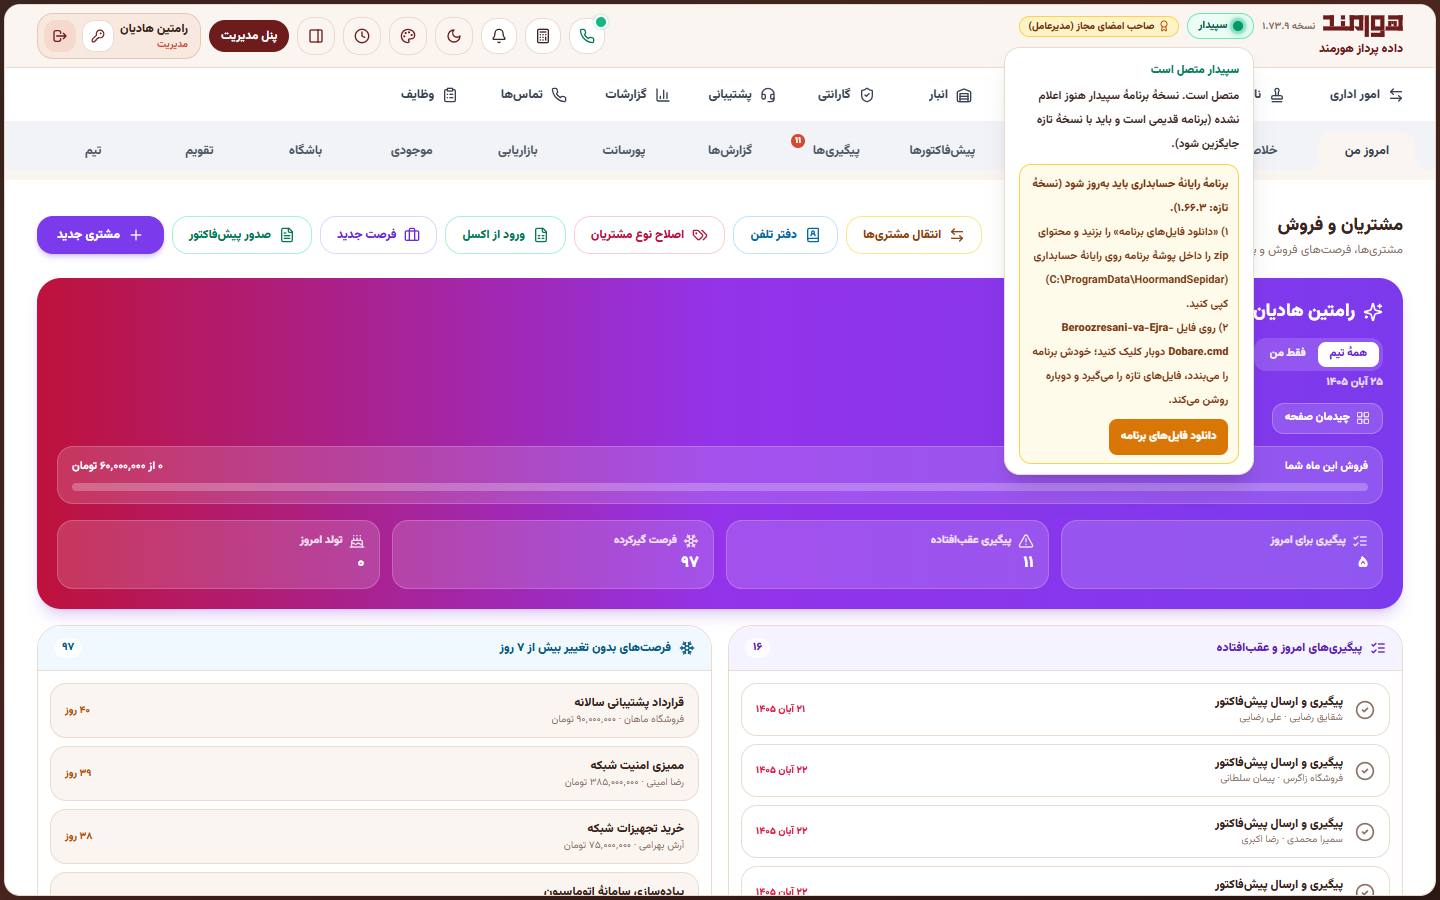 هورمند
نسخه ۱.۷۳.۹
سپیدار
صاحب امضای مجاز (مدیرعامل)
داده پرداز هورمند
پنل مدیریت
رامتین هادیان
مدیریت
امور اداری
انبار
گارانتی
پشتیبانی
گزارشات
تماس‌ها
وظایف
امروز من
پیش‌فاکتورها
پیگیری‌ها
۱۱
گزارش‌ها
پورسانت
بازاریابی
موجودی
باشگاه
تقویم
تیم
سپیدار متصل است
متصل است. نسخهٔ برنامهٔ سپیدار هنوز اعلام
نشده (برنامه قدیمی است و باید با نسخهٔ تازه
جایگزین شود).
برنامهٔ رایانهٔ حسابداری باید به‌روز شود (نسخهٔ
تازه: ۱.۶۶.۳).
۱) «دانلود فایل‌های برنامه» را بزنید و محتوای
zip را داخل پوشهٔ برنامه روی رایانهٔ حسابداری
(C:\ProgramData\HoormandSepidar)
کپی کنید.
۲) روی فایل Beroozresani-va-Ejra-
Dobare.cmd دوبار کلیک کنید؛ خودش برنامه
را می‌بندد، فایل‌های تازه را می‌گیرد و دوباره
روشن می‌کند.
دانلود فایل‌های برنامه
مشتریان و فروش
مشتری‌ها، فرصت‌های فروش و
انتقال مشتری‌ها
دفتر تلفن
اصلاح نوع مشتریان
ورود از اکسل
فرصت جدید
صدور پیش‌فاکتور
مشتری جدید
رامتین هادیان
همهٔ تیم
فقط من
۲۵ آبان ۱۴۰۵
چیدمان صفحه
فروش این ماه شما
۰ از ۶۰,۰۰۰,۰۰۰ تومان
پیگیری برای امروز
۵
پیگیری عقب‌افتاده
۱۱
فرصت گیرکرده
۹۷
تولد امروز
۰
پیگیری‌های امروز و عقب‌افتاده
۱۶
پیگیری و ارسال پیش‌فاکتور
شقایق رضایی · علی رضایی
۲۱ آبان ۱۴۰۵
پیگیری و ارسال پیش‌فاکتور
فروشگاه زاگرس · پیمان سلطانی
۲۲ آبان ۱۴۰۵
پیگیری و ارسال پیش‌فاکتور
سمیرا محمدی · رضا اکبری
۲۲ آبان ۱۴۰۵
پیگیری و ارسال پیش‌فاکتور
۲۲ آبان ۱۴۰۵
فرصت‌های بدون تغییر بیش از ۷ روز
۹۷
قرارداد پشتیبانی سالانه
فروشگاه ماهان · ۹۰,۰۰۰,۰۰۰ تومان
۴۰ روز
ممیزی امنیت شبکه
رضا امینی · ۳۸۵,۰۰۰,۰۰۰ تومان
۳۹ روز
خرید تجهیزات شبکه
آرش بهرامی · ۷۵,۰۰۰,۰۰۰ تومان
۳۸ روز
پیاده‌سازی سامانهٔ اتوماسیون